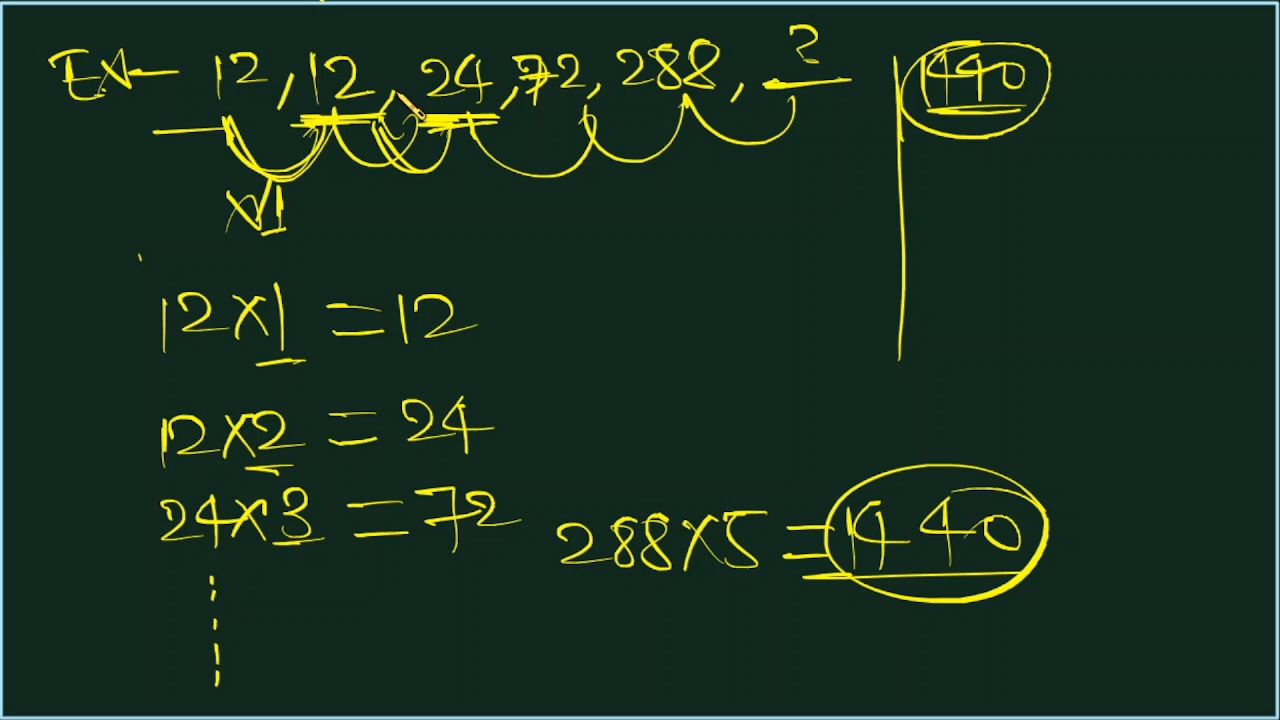 Ex- 12, 12, 24, 72, 288, ?
1440
×1
12×1 = 12
12×2 = 24
24×3 = 72
288×5 = 1440